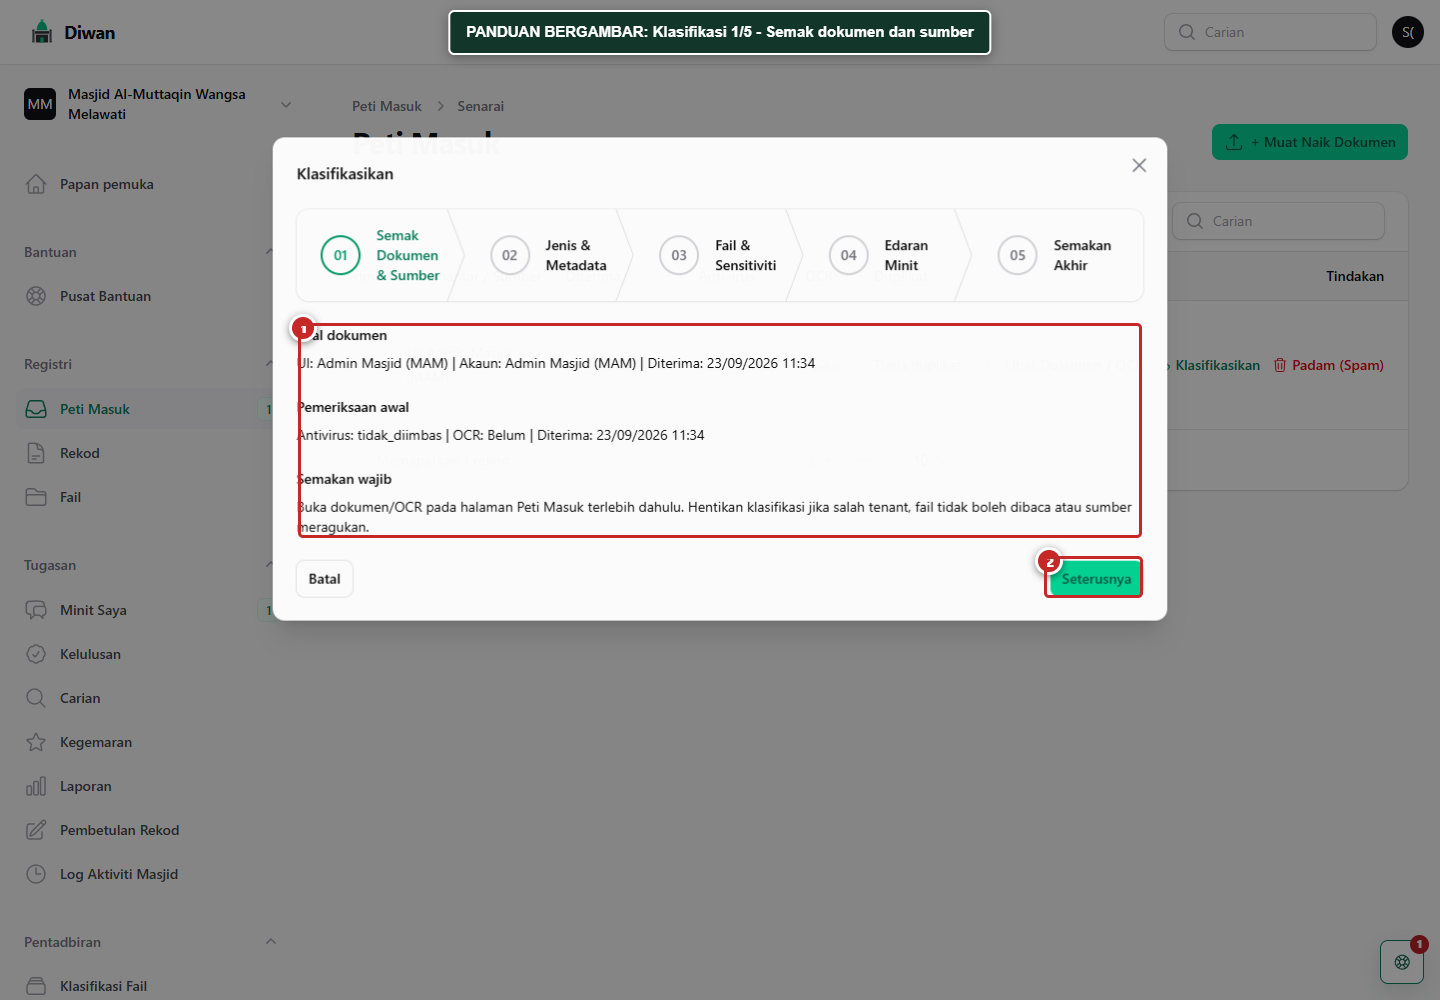 Diwan
PANDUAN BERGAMBAR: Klasifikasi 1/5 - Semak dokumen dan sumber
Carian
S(
MM
Masjid Al-Muttaqin Wangsa
Melawati
Peti Masuk > Senarai
Peti Masuk
+ Muat Naik Dokumen
Papan pemuka
Klasifikasikan
01
Semak
Dokumen
& Sumber
02
Jenis &
Metadata
03
Fail &
Sensitiviti
04
Edaran
Minit
05
Semakan
Akhir
Carian
Bantuan
Tindakan
Pusat Bantuan
1
al dokumen
UI: Admin Masjid (MAM) | Akaun: Admin Masjid (MAM) | Diterima: 23/09/2026 11:34
Registri
Klasifikasikan
Padam (Spam)
Peti Masuk
1
Pemeriksaan awal
Antivirus: tidak_diimbas | OCR: Belum | Diterima: 23/09/2026 11:34
Rekod
Semakan wajib
Fail
Buka dokumen/OCR pada halaman Peti Masuk terlebih dahulu. Hentikan klasifikasi jika salah tenant, fail tidak boleh dibaca atau sumber
meragukan.
Tugasan
Batal
2
Seterusnya
Minit Saya
1
Kelulusan
Carian
Kegemaran
Laporan
Pembetulan Rekod
Log Aktiviti Masjid
Pentadbiran
Klasifikasi Fail
1